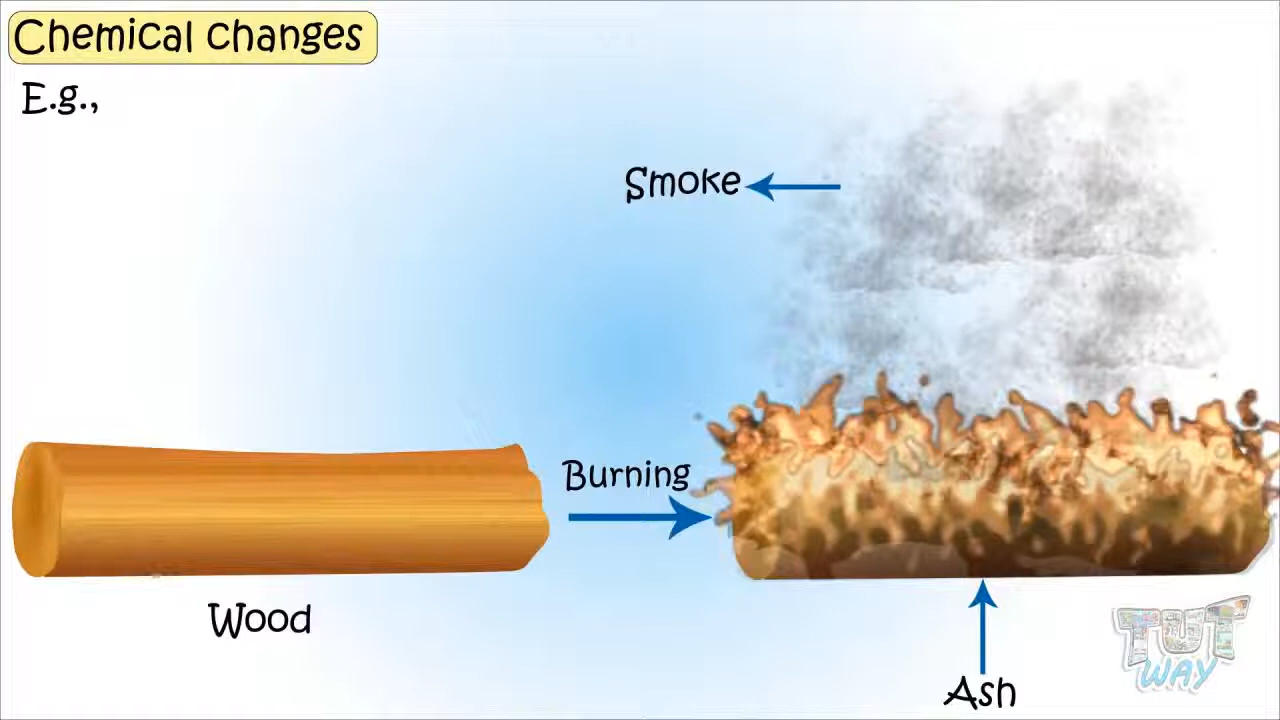 Chemical changes
E.g.,
Smoke
Burning
Wood
Ash
TUT
WAY